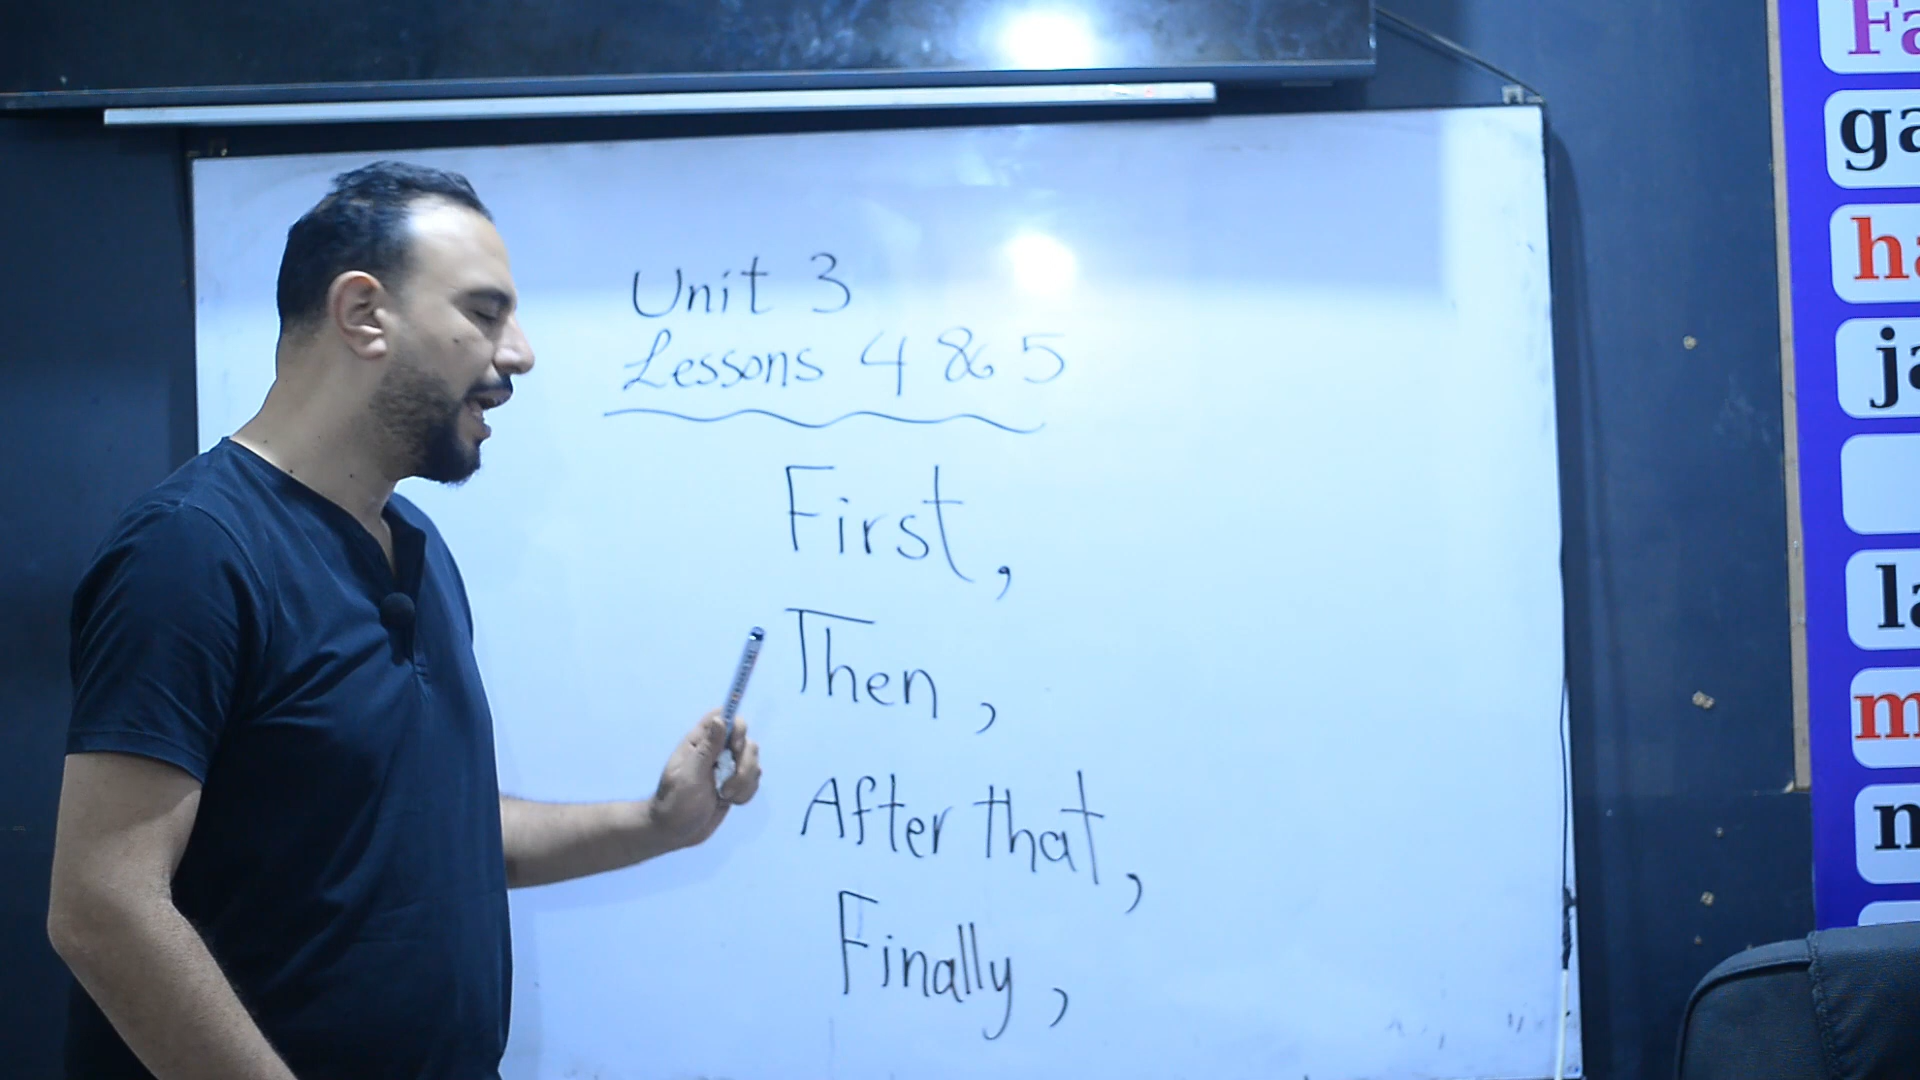 Unit 3
Lessons 4 & 5
First,
Then,
After that,
Finally,
Fa
ga
ha
ja
la